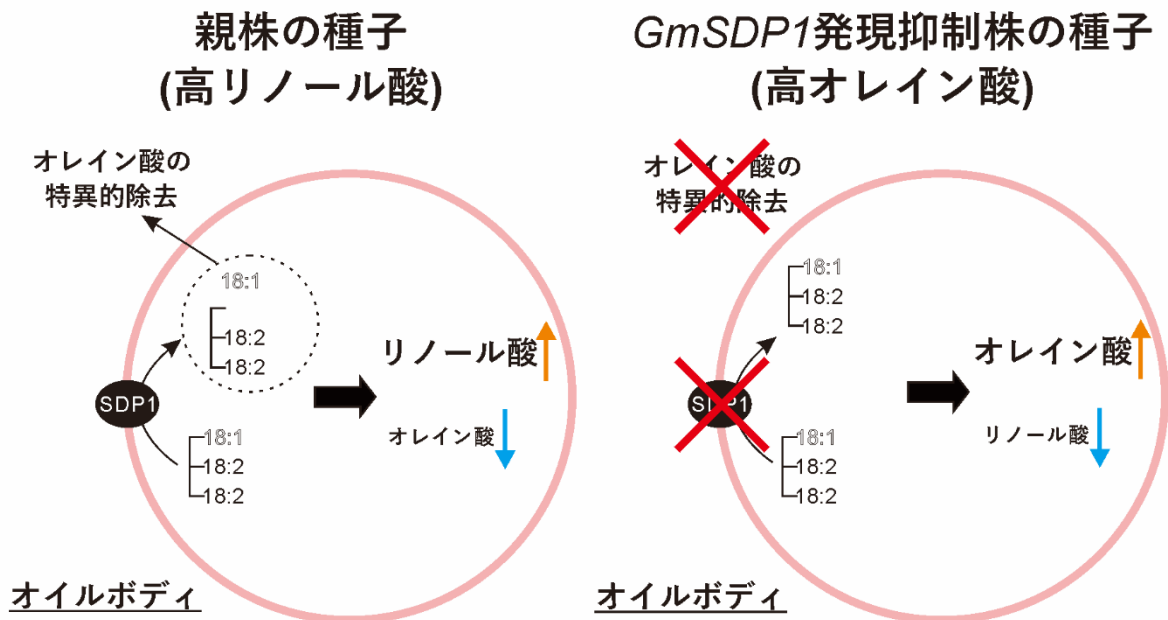 親株の種子
(高リノール酸)
オレイン酸の
特異的除去
18:1
18:2
18:2
リノール酸
オレイン酸
SDP1
18:1
18:2
18:2
オイルボディ
GmSDP1発現抑制株の種子
(高オレイン酸)
オレイン酸の
特異的除去
18:1
18:2
18:2
オレイン酸
リノール酸
SDP1
18:1
18:2
18:2
オイルボディ